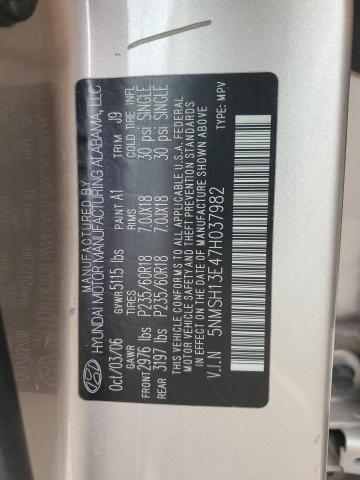 MANUFACTURED BY
HYUNDAI MOTOR MANUFACTURING ALABAMA, LLC
Oct/03/06 GVWR 5115 lbs PAINT A1 TRIM J9
GAWR TIRES RIMS COLD TIRE INFL
FRONT 2976 lbs P235/60R18 7.0JX18 30 psi SINGLE
REAR 3197 lbs P235/60R18 7.0JX18 30 psi SINGLE
THIS VEHICLE CONFORMS TO ALL APPLICABLE U.S.A. FEDERAL
MOTOR VEHICLE SAFETY AND THEFT PREVENTION STANDARDS
IN EFFECT ON THE DATE OF MANUFACTURE SHOWN ABOVE.
V.I.N 5NMSH13E47H037982 TYPE: MPV